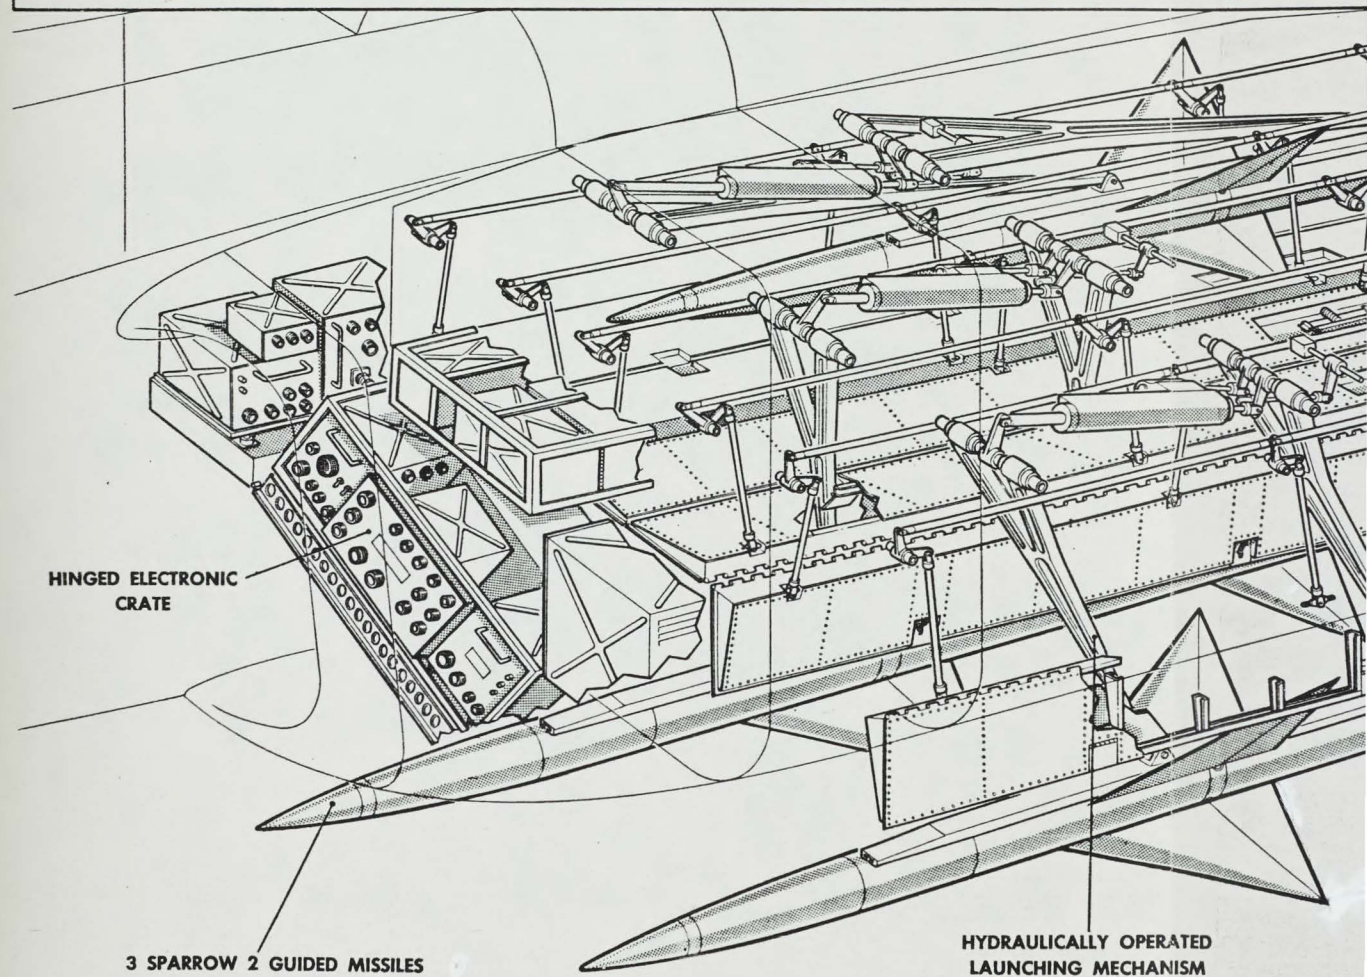 HINGED ELECTRONIC
CRATE
3 SPARROW 2 GUIDED MISSILES
HYDRAULICALLY OPERATED
LAUNCHING MECHANISM